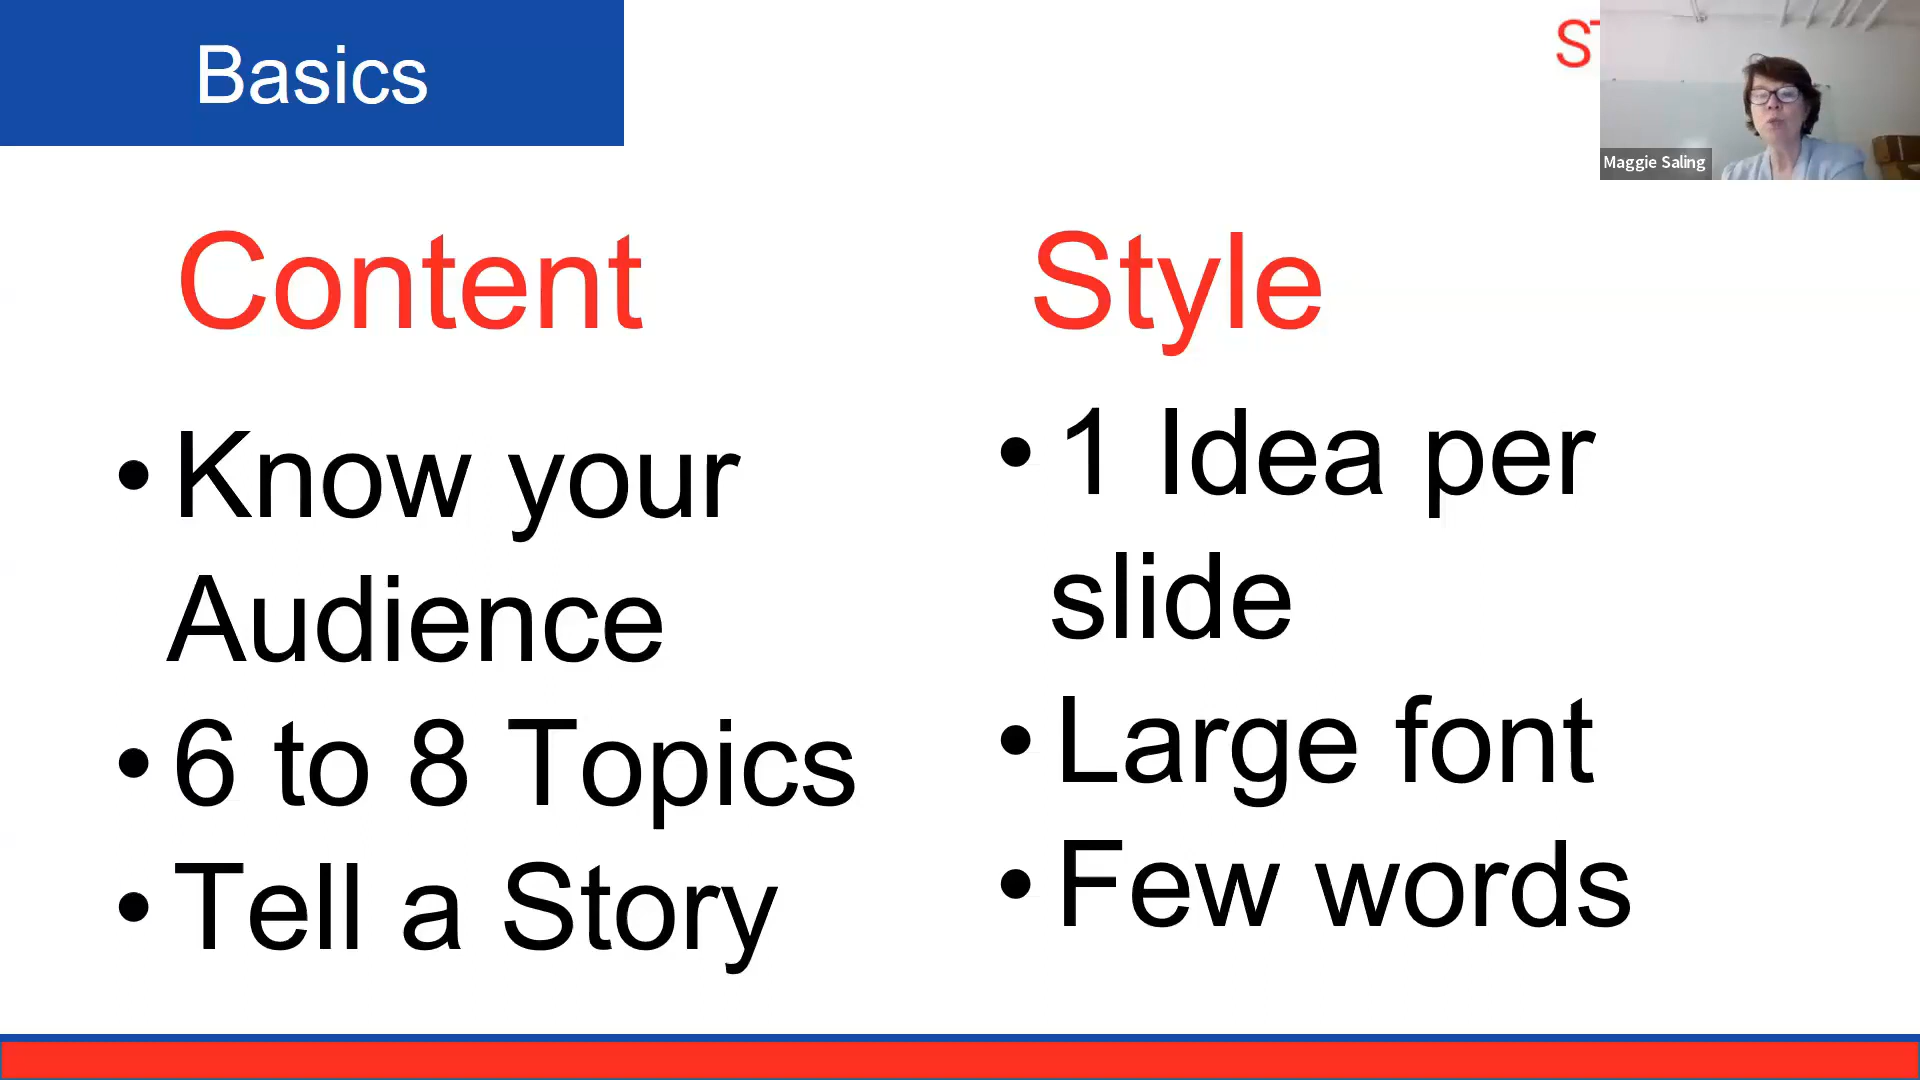 Basics
Maggie Saling
Content
• Know your
Audience
• 6 to 8 Topics
• Tell a Story
Style
• 1 Idea per
slide
• Large font
• Few words